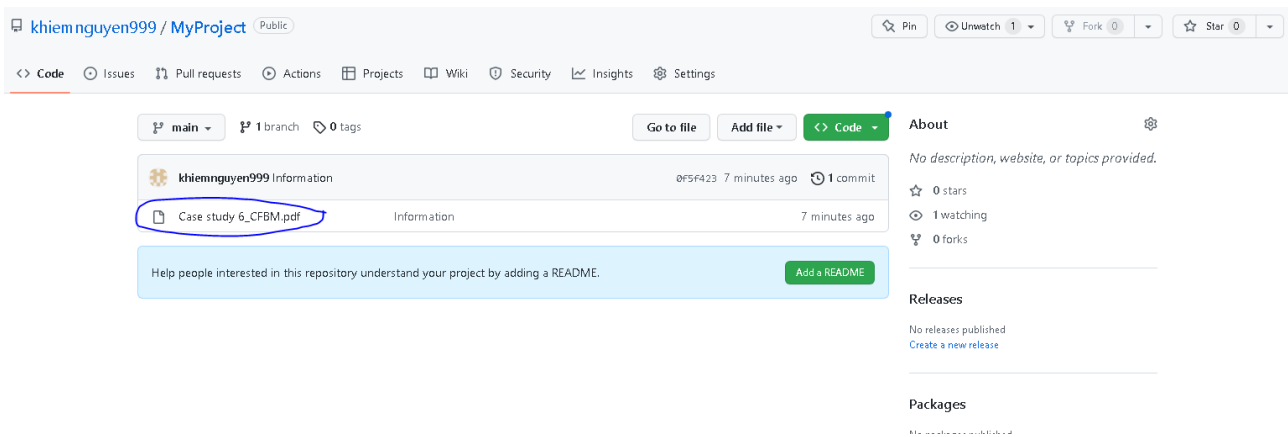 khiemnguyen999 / MyProject Public
Pin Unwatch 1 Fork 0 Star 0
<> Code Issues Pull requests Actions Projects Wiki Security Insights Settings
main 1 branch 0 tags Go to file Add file <> Code
khiemnguyen999 Information 0f5f423 7 minutes ago 1 commit
Case study 6_CFBM.pdf Information 7 minutes ago
Help people interested in this repository understand your project by adding a README. Add a README
About
No description, website, or topics provided.
0 stars
1 watching
0 forks
Releases
No releases published
Create a new release
Packages
No packages published